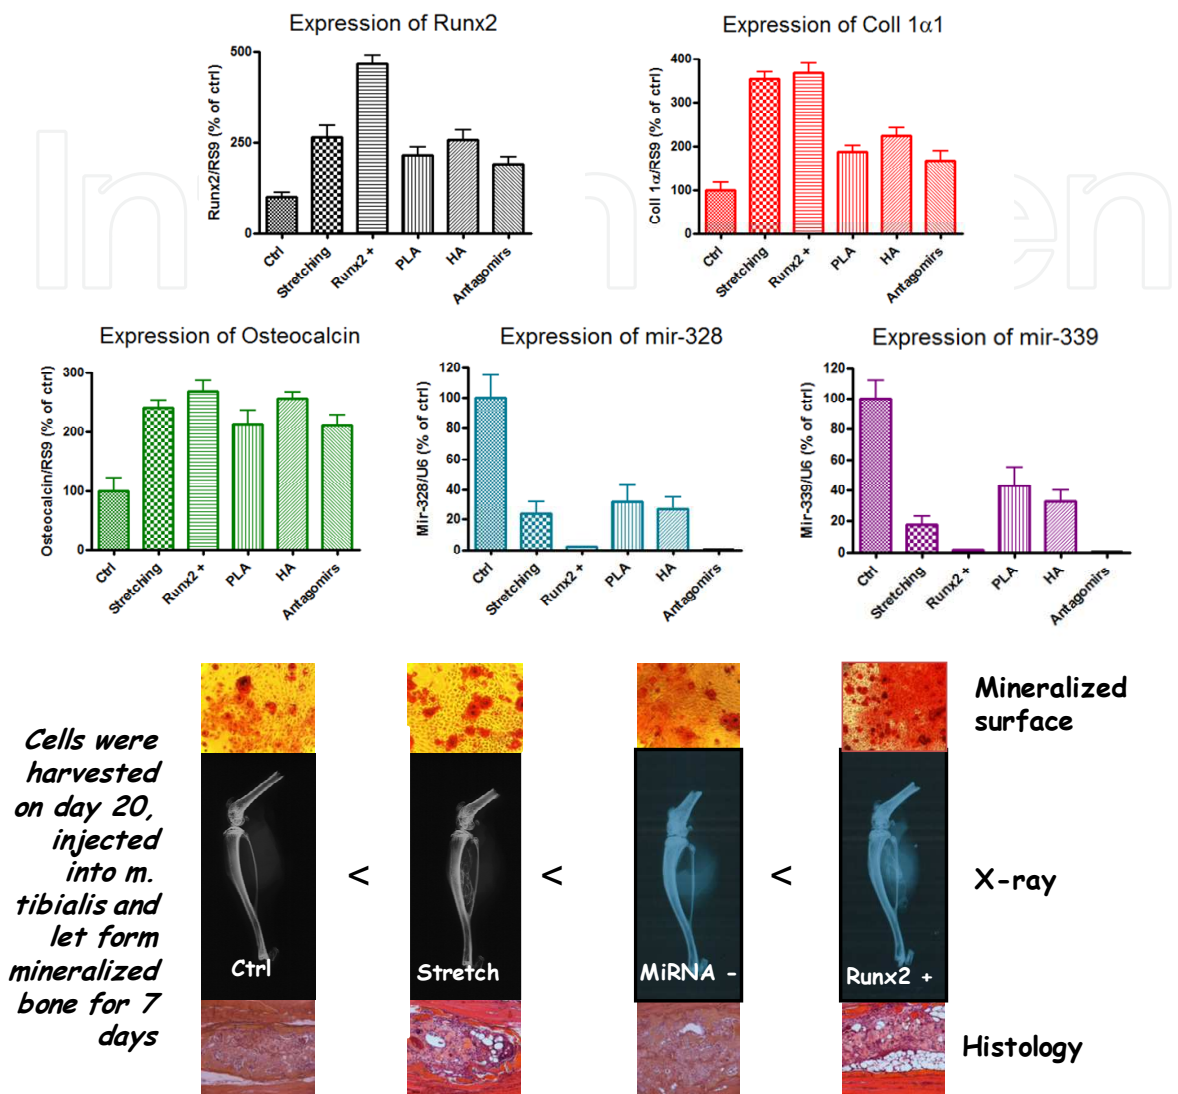 Expression of Runx2
Runx2/RS9 (% of ctrl)
500
250
0
Ctrl
Stretching
Runx2 +
PLA
HA
Antagomirs
Expression of Coll 1α1
Coll 1α/RS9 (% of ctrl)
400
300
200
100
0
Ctrl
Stretching
Runx2 +
PLA
HA
Antagomirs
Expression of Osteocalcin
Osteocalcin/RS9 (% of ctrl)
300
200
100
0
Ctrl
Stretching
Runx2 +
PLA
HA
Antagomirs
Expression of mir-328
Mir-328/U6 (% of ctrl)
120
100
80
60
40
20
0
Ctrl
Stretching
Runx2 +
PLA
HA
Antagomirs
Expression of mir-339
Mir-339/U6 (% of ctrl)
120
100
80
60
40
20
0
Ctrl
Stretching
Runx2 +
PLA
HA
Antagomirs
Cells were
harvested
on day 20,
injected
into m.
tibialis and
let form
mineralized
bone for 7
days
Mineralized
surface
Ctrl
<
Stretch
<
MiRNA -
<
Runx2 +
X-ray
Histology